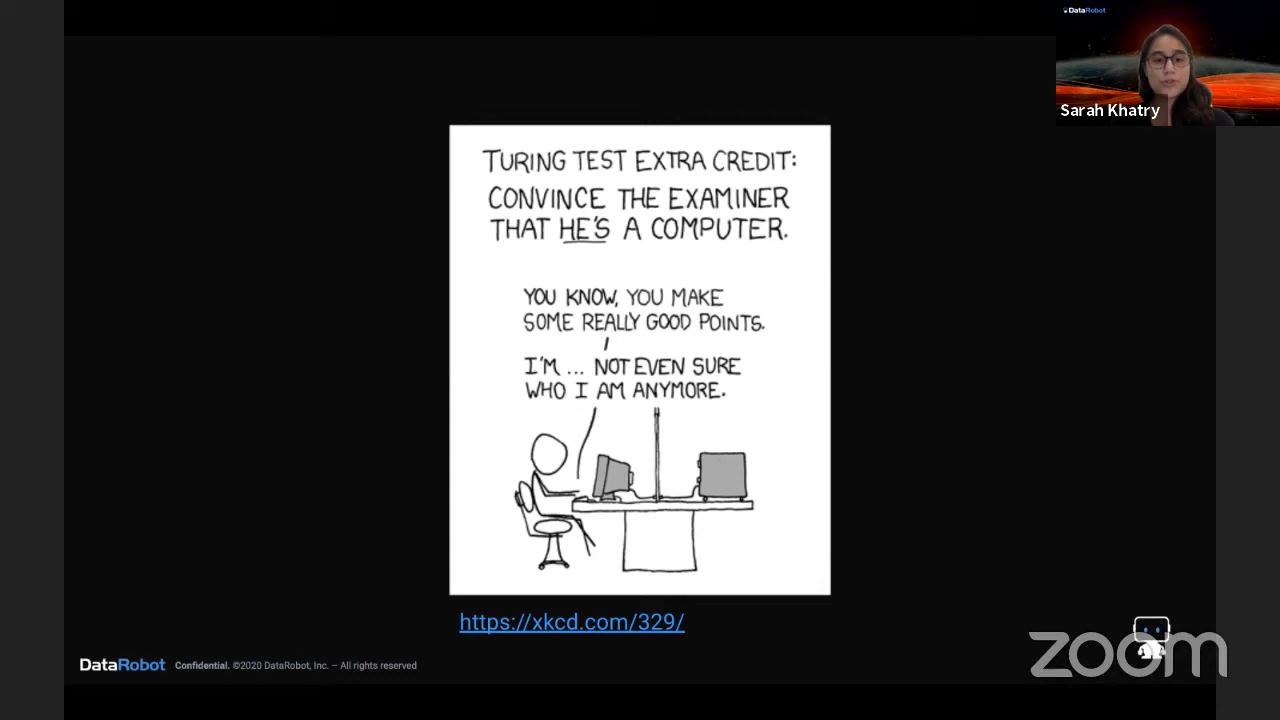 DataRobot
Sarah Khatry
TURING TEST EXTRA CREDIT:
CONVINCE THE EXAMINER
THAT HE'S A COMPUTER.
YOU KNOW, YOU MAKE
SOME REALLY GOOD POINTS.
I'M ... NOT EVEN SURE
WHO I AM ANYMORE.
https://xkcd.com/329/
DataRobot Confidential. ©2020 DataRobot, Inc. – All rights reserved
zoom